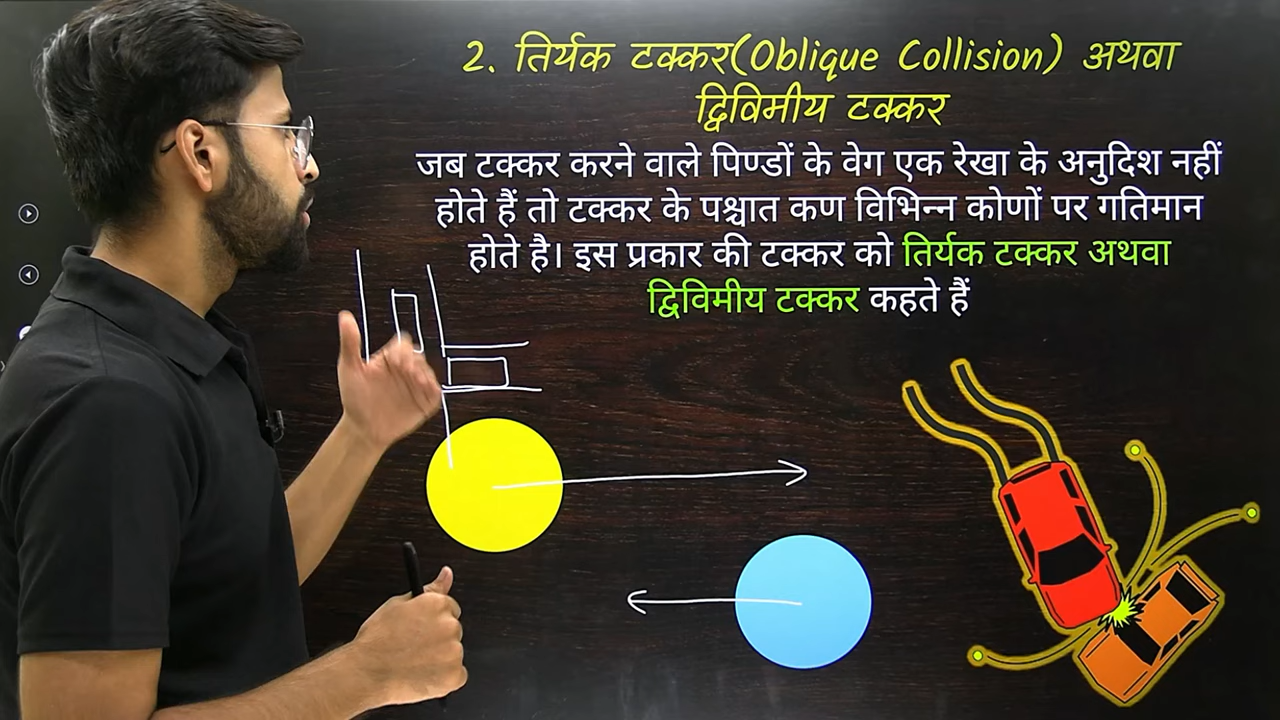 2. तिर्यक टक्कर(Oblique Collision) अथवा
द्विविमीय टक्कर
जब टक्कर करने वाले पिण्डों के वेग एक रेखा के अनुदिश नहीं
होते हैं तो टक्कर के पश्चात कण विभिन्न कोणों पर गतिमान
होते है। इस प्रकार की टक्कर को तिर्यक टक्कर अथवा
द्विविमीय टक्कर कहते हैं